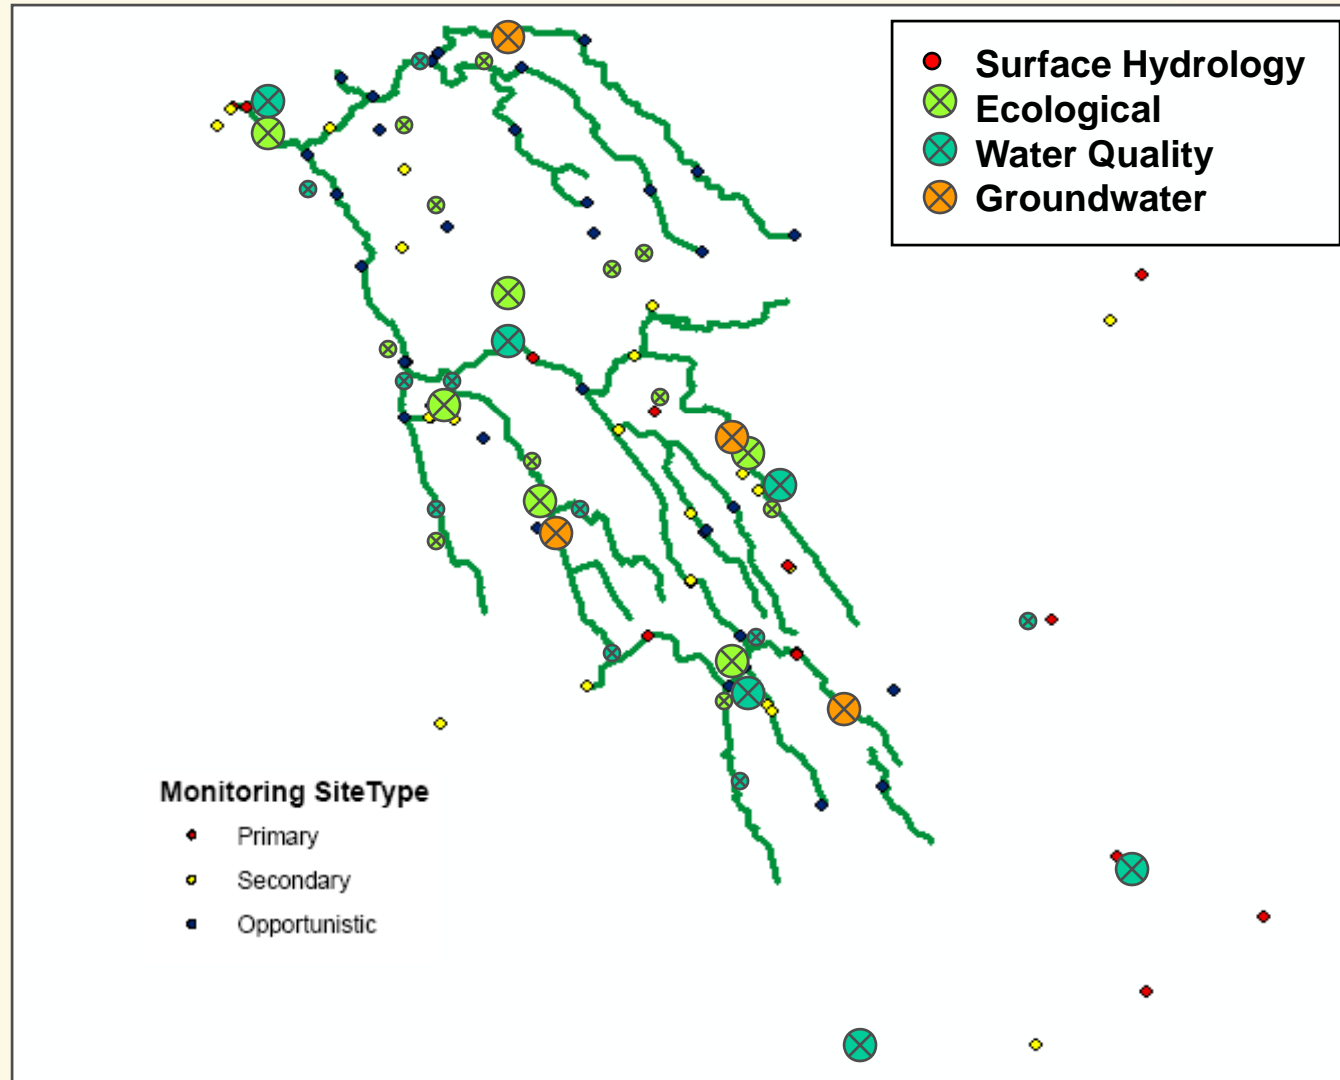 Surface Hydrology
Ecological
Water Quality
Groundwater
Monitoring SiteType
Primary
Secondary
Opportunistic